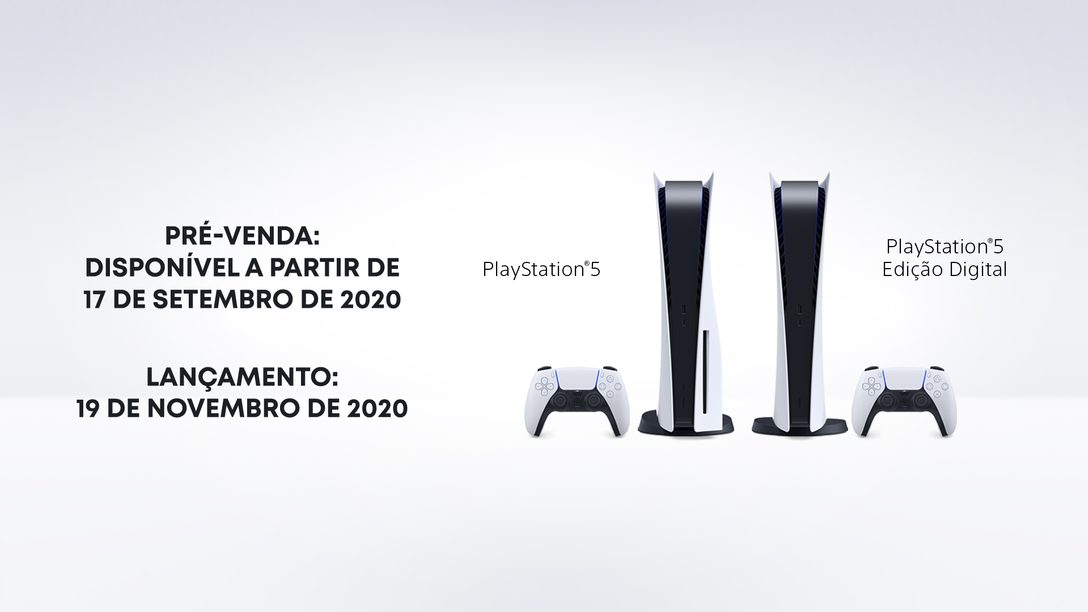 PRÉ-VENDA:
DISPONÍVEL A PARTIR DE
17 DE SETEMBRO DE 2020
LANÇAMENTO:
19 DE NOVEMBRO DE 2020
PlayStation®5
PlayStation®5
Edição Digital